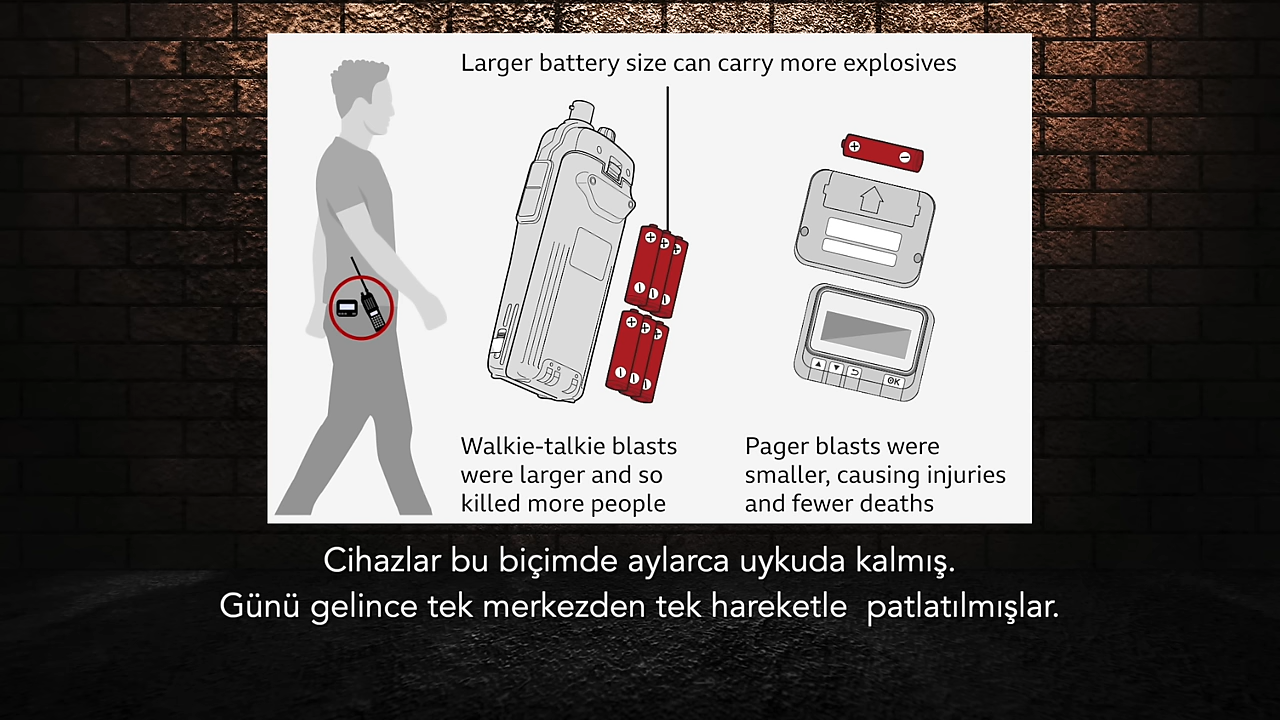 Larger battery size can carry more explosives
OK
Walkie-talkie blasts
were larger and so
killed more people
Pager blasts were
smaller, causing injuries
and fewer deaths
Cihazlar bu biçimde aylarca uykuda kalmış.
Günü gelince tek merkezden tek hareketle patlatılmışlar.